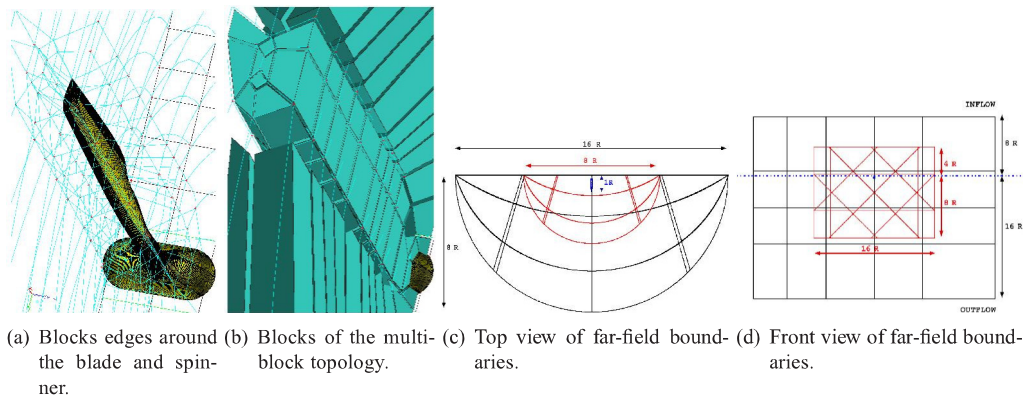 16 R
8 R
1R
8 R
INFLOW
8 R
4 R
8 R
16 R
16 R
OUTFLOW
(a) Blocks edges around
the blade and spin-
ner.
(b) Blocks of the multi-
block topology.
(c) Top view of far-field bound-
aries.
(d) Front view of far-field bound-
aries.